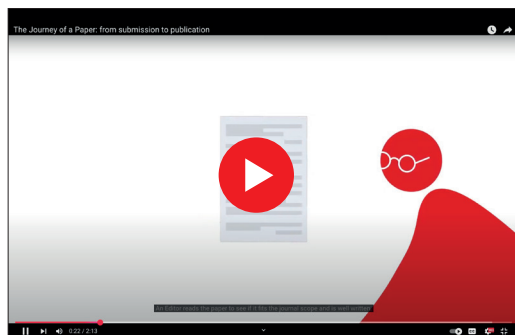 The Journey of a Paper: from submission to publication
An Editor reads the paper to see if it fits the journal scope and is well written
0:22 / 2:13